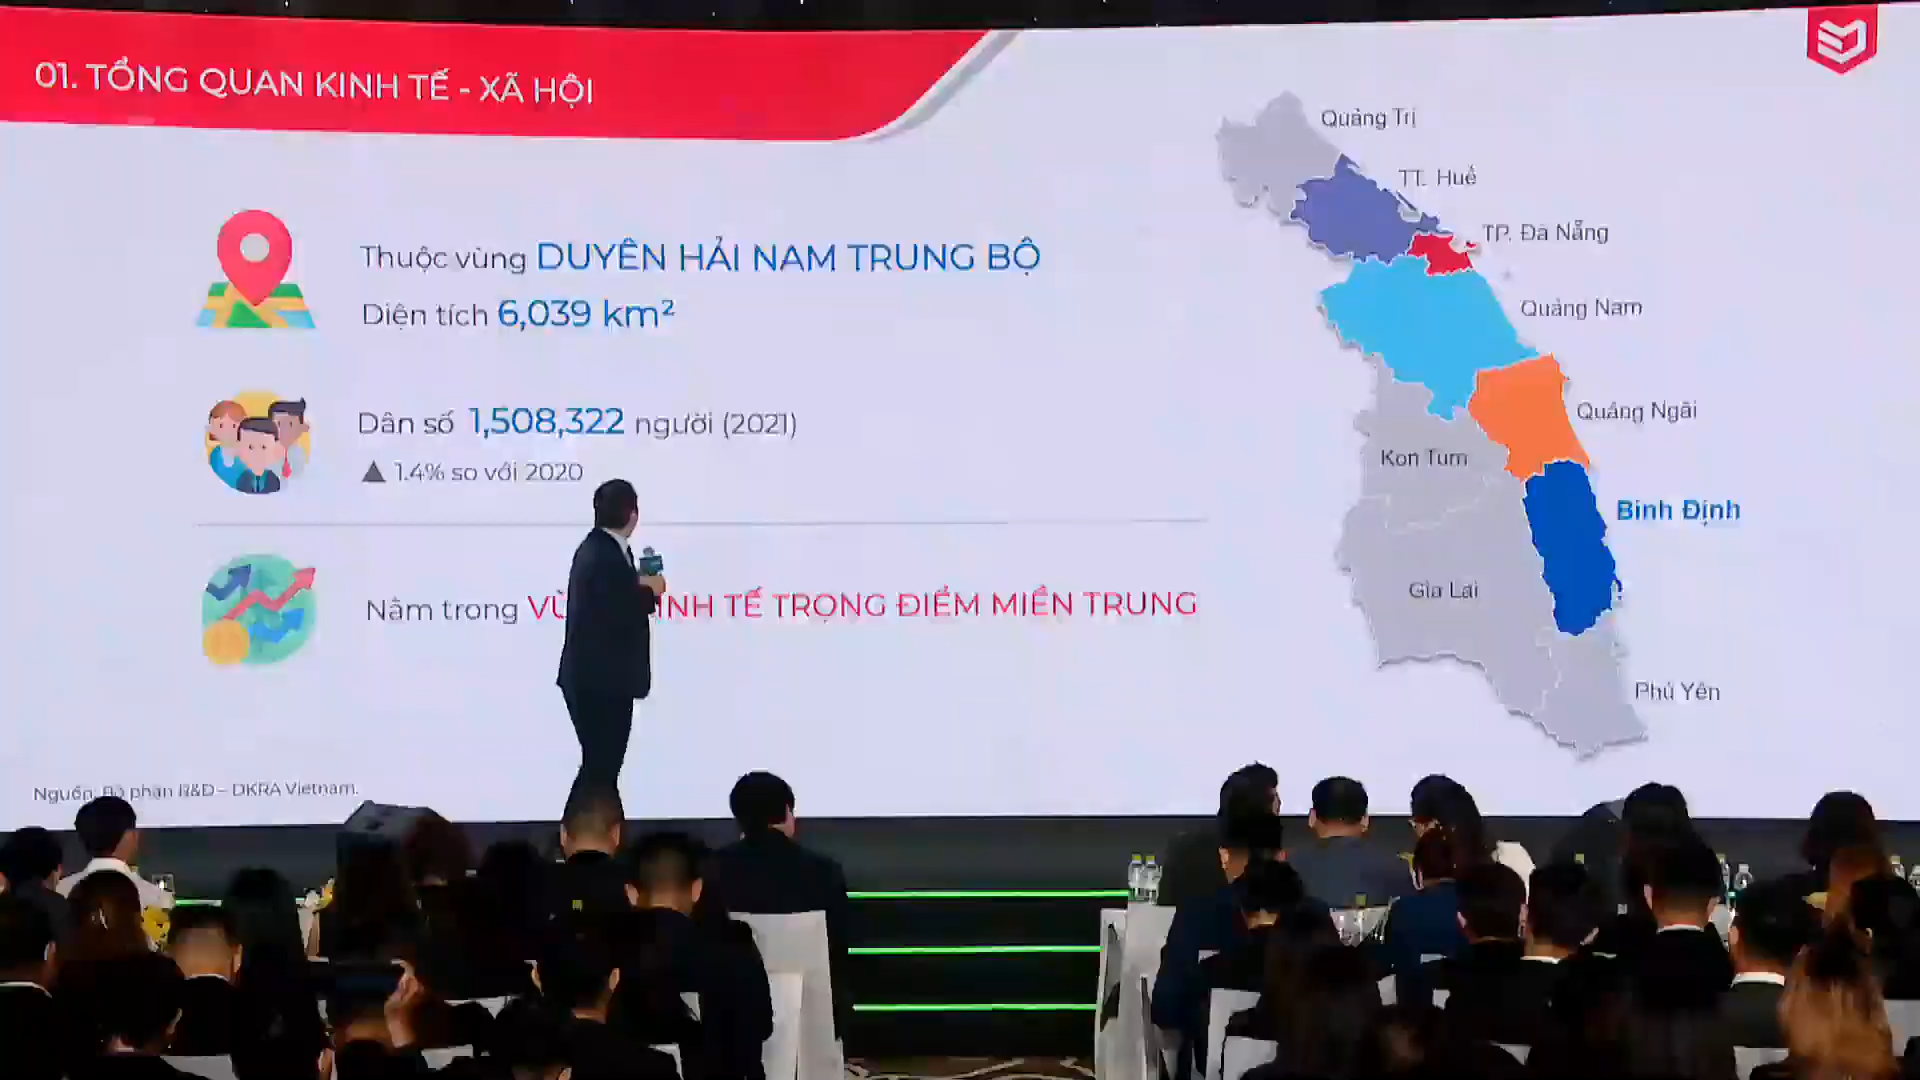 01. TỔNG QUAN KINH TẾ - XÃ HỘI
Thuộc vùng DUYÊN HẢI NAM TRUNG BỘ
Diện tích 6,039 km²
Dân số 1,508,322 người (2021)
▲ 1.4% so với 2020
Nằm trong INH TẾ TRỌNG ĐIỂM MIỀN TRUNG
Nguồn: Bộ phận R&D – DKRA Vietnam.
Quảng Trị
TT. Huế
TP. Đà Nẵng
Quảng Nam
Quảng Ngãi
Kon Tum
Bình Định
Gia Lai
Phú Yên